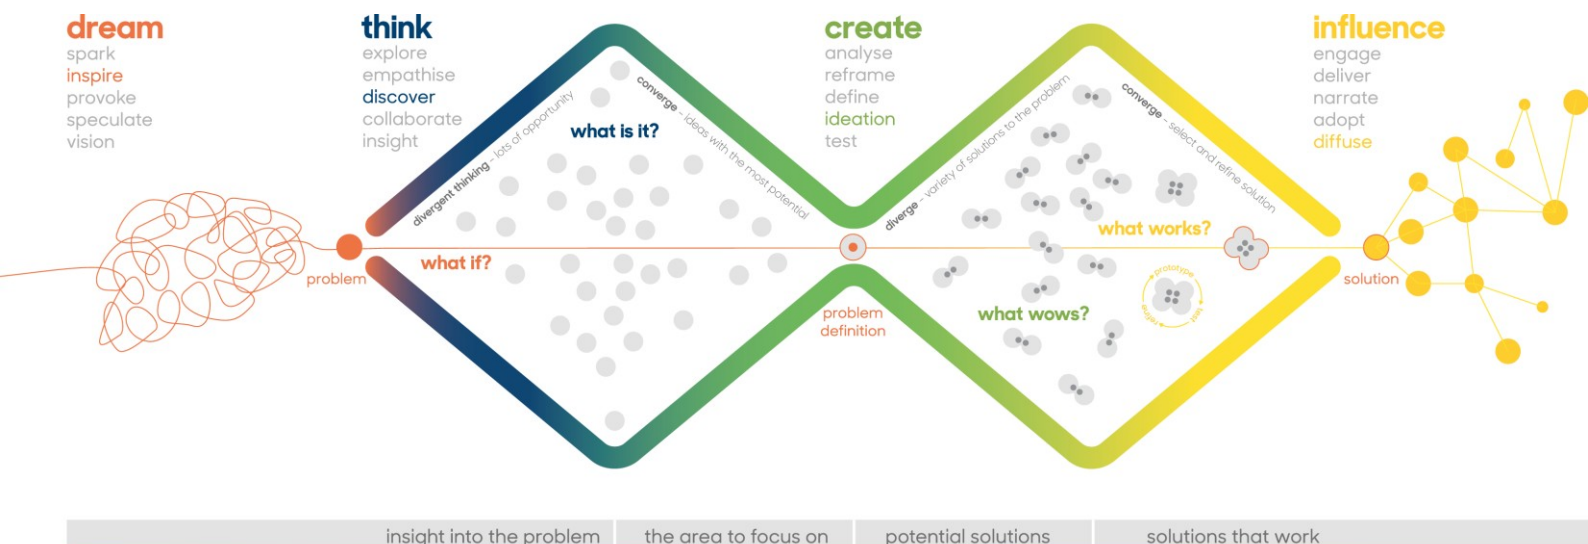 dream
spark
inspire
provoke
speculate
vision
think
explore
empathise
discover
collaborate
insight
create
analyse
reframe
define
ideation
test
influence
engage
deliver
narrate
adopt
diffuse
divergent thinking – lots of opportunity
converge – ideas with the most potential
what is it?
what if?
diverge – variety of solutions to the problem
converge – select and refine solution
what works?
what wows?
prototype
test
refine
problem
problem
definition
solution
insight into the problem
the area to focus on
potential solutions
solutions that work